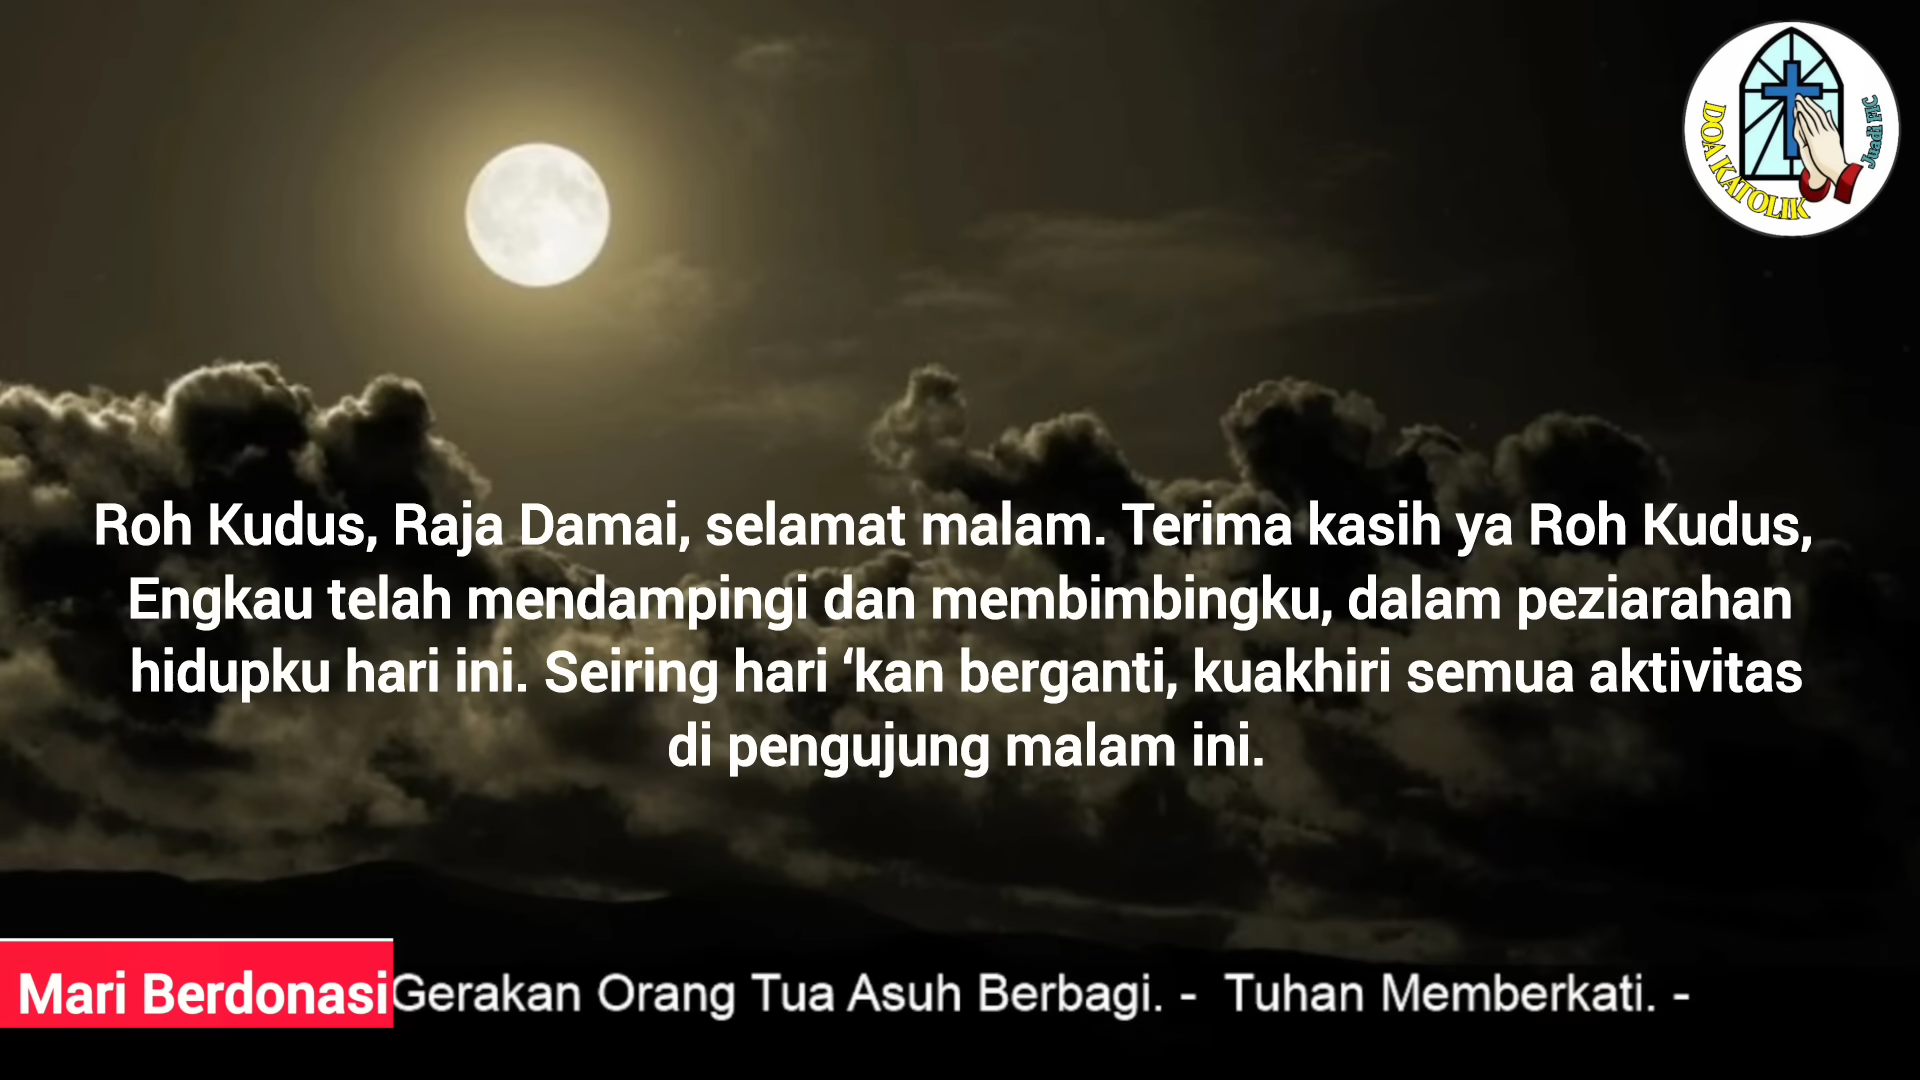 DOA KATOLIK
Juadi FIC
Roh Kudus, Raja Damai, selamat malam. Terima kasih ya Roh Kudus,
Engkau telah mendampingi dan membimbingku, dalam peziarahan
hidupku hari ini. Seiring hari ‘kan berganti, kuakhiri semua aktivitas
di pengujung malam ini.
Mari Berdonasi Gerakan Orang Tua Asuh Berbagi. - Tuhan Memberkati. -